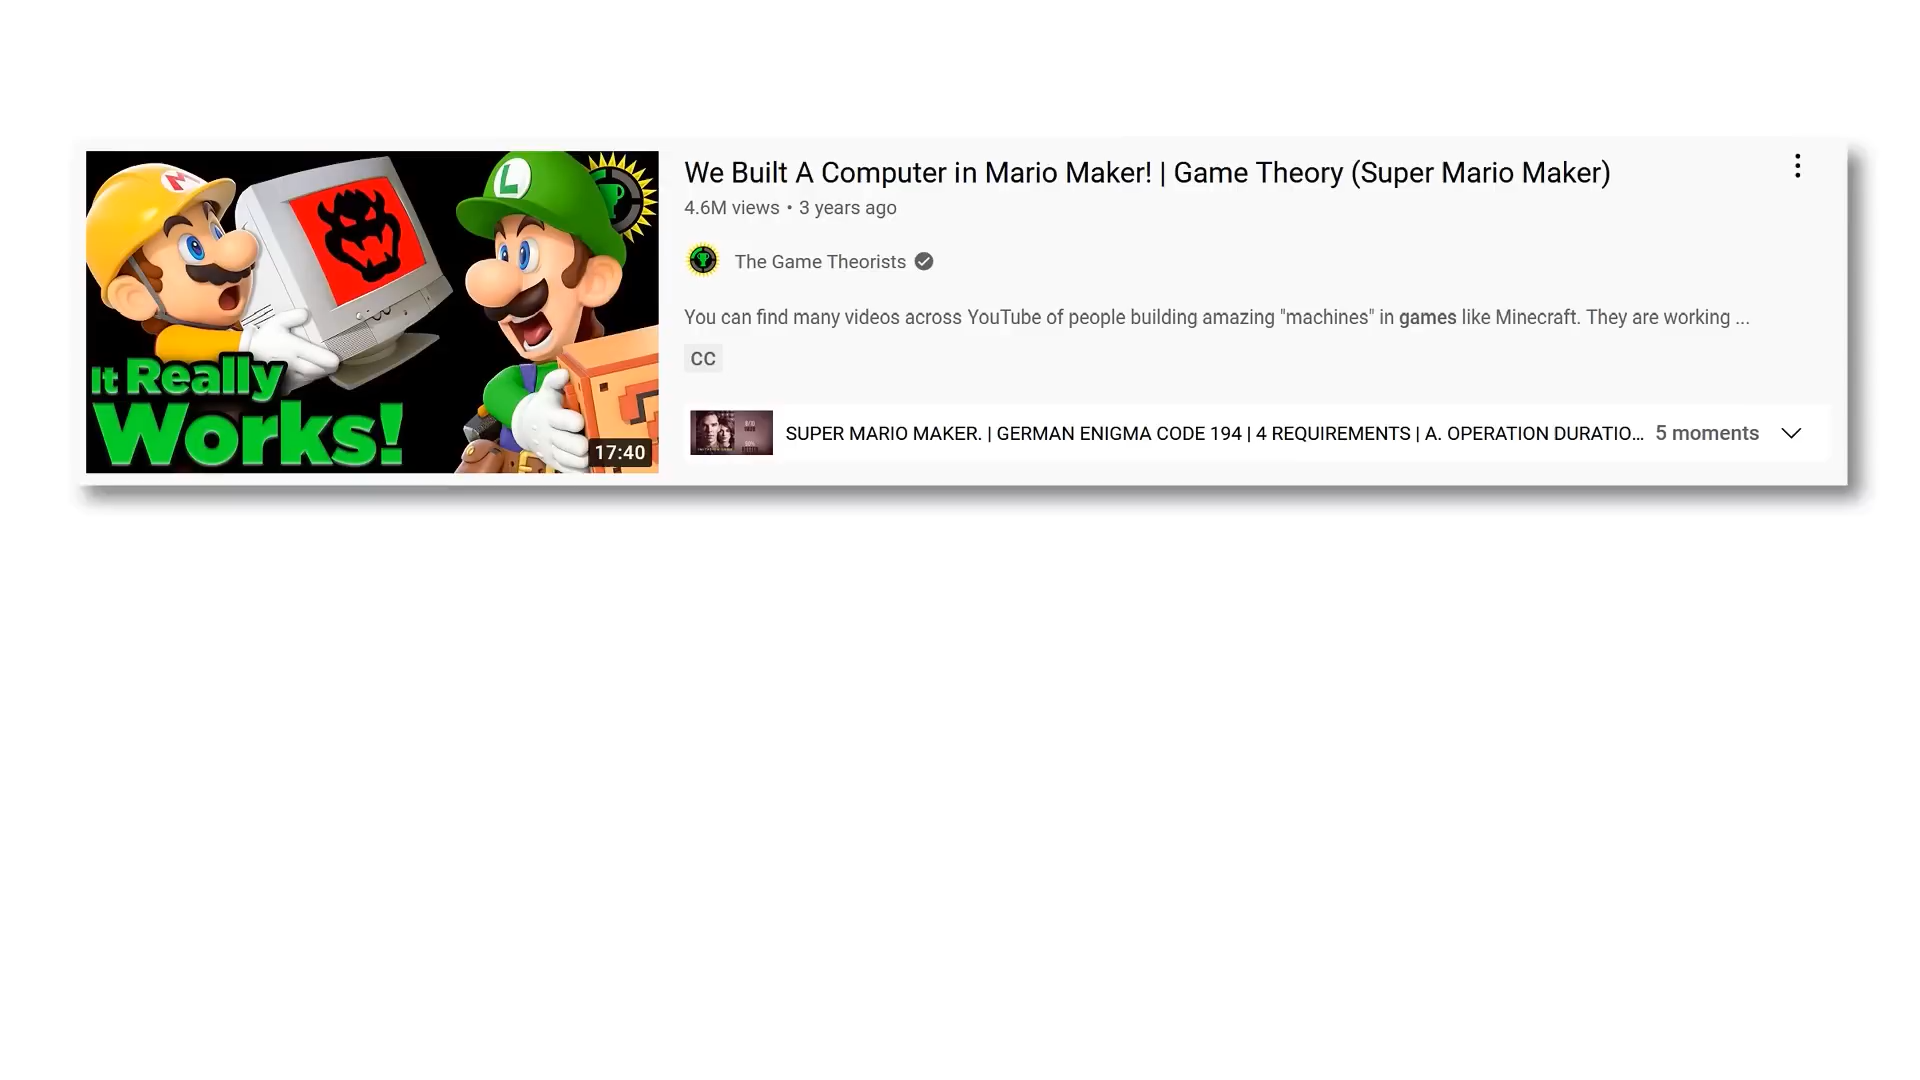 We Built A Computer in Mario Maker! | Game Theory (Super Mario Maker)
4.6M views • 3 years ago
The Game Theorists
You can find many videos across YouTube of people building amazing "machines" in games like Minecraft. They are working ...
CC
SUPER MARIO MAKER. | GERMAN ENIGMA CODE 194 | 4 REQUIREMENTS | A. OPERATION DURATIO... 5 moments
M
L
It Really
Works!
17:40